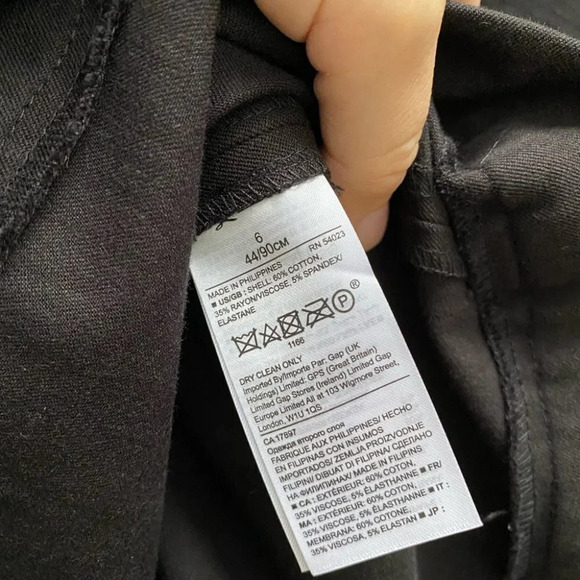 6
44/90CM
MADE IN PHILIPPINES RN 54023
■ US/GB : SHELL: 60% COTTON,
35% RAYON/VISCOSE, 5% SPANDEX/
ELASTANE
P ®
1166
DRY CLEAN ONLY
Imported By/Importe Par: Gap (UK
Holdings) Limited: GPS (Great Britain)
Limited Gap Stores (Ireland) Limited Gap
Europe Limited All at 103 Wigmore Street,
London, W1U 1QS
CA17897
Одежда второго слоя
FABRIQUE AUX PHILIPPINES/ HECHO
EN FILIPINAS CON INSUMOS
IMPORTADOS/ ZEMLJA PROIZVODNJE
FILIPINI/ DIBUAT DI FILIPINA/ СДЕЛАНО
НА ФИЛИПИНАХ/ MADE IN FILIPINS
■ CA : EXTÉRIEUR: 60% COTON,
35% VISCOSE, 5% ÉLASTHANNE ■ FR/
MA : EXTÉRIEUR: 60% COTON,
35% VISCOSE, 5% ÉLASTHANNE ■ IT :
MEMBRANA: 60% COTONE,
35% VISCOSA, 5% ELASTAN ■ JP :